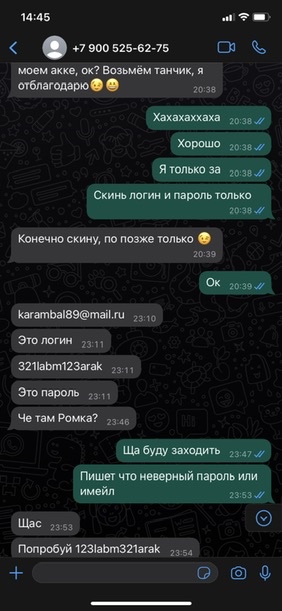 14:45
+7 900 525-62-75
моем акке, ок? Возьмём танчик, я
отблагодарю😉😀
20:38
Хахахаххаха 20:38
Хорошо 20:38
Я только за 20:38
Скинь логин и пароль только
20:38
Конечно скину, по позже только 😉
20:39
Ок 20:39
karambal89@mail.ru 23:10
Это логин 23:11
321labm123arak 23:11
Это пароль 23:11
Че там Ромка? 23:46
Ща буду заходить 23:47
Пишет что неверный пароль или
имейл 23:53
Щас 23:53
Попробуй 123labm321arak 23:54